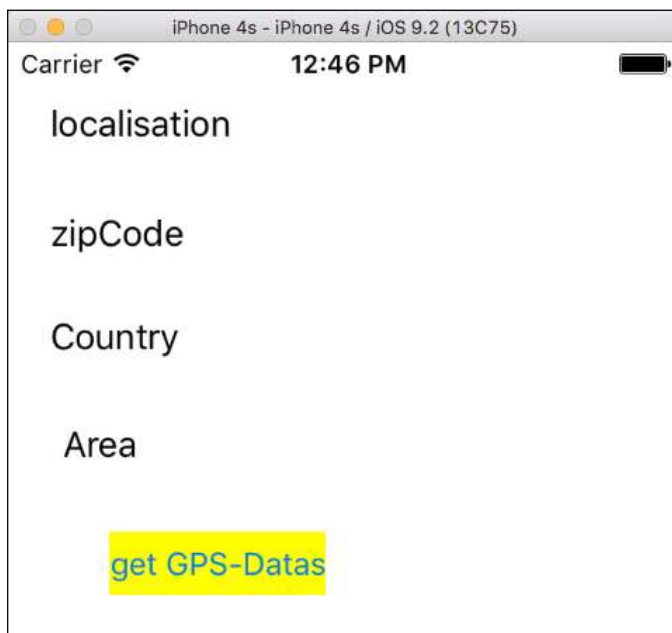 iPhone 4s - iPhone 4s / iOS 9.2 (13C75)
Carrier 12:46 PM
localisation
zipCode
Country
Area
get GPS-Datas